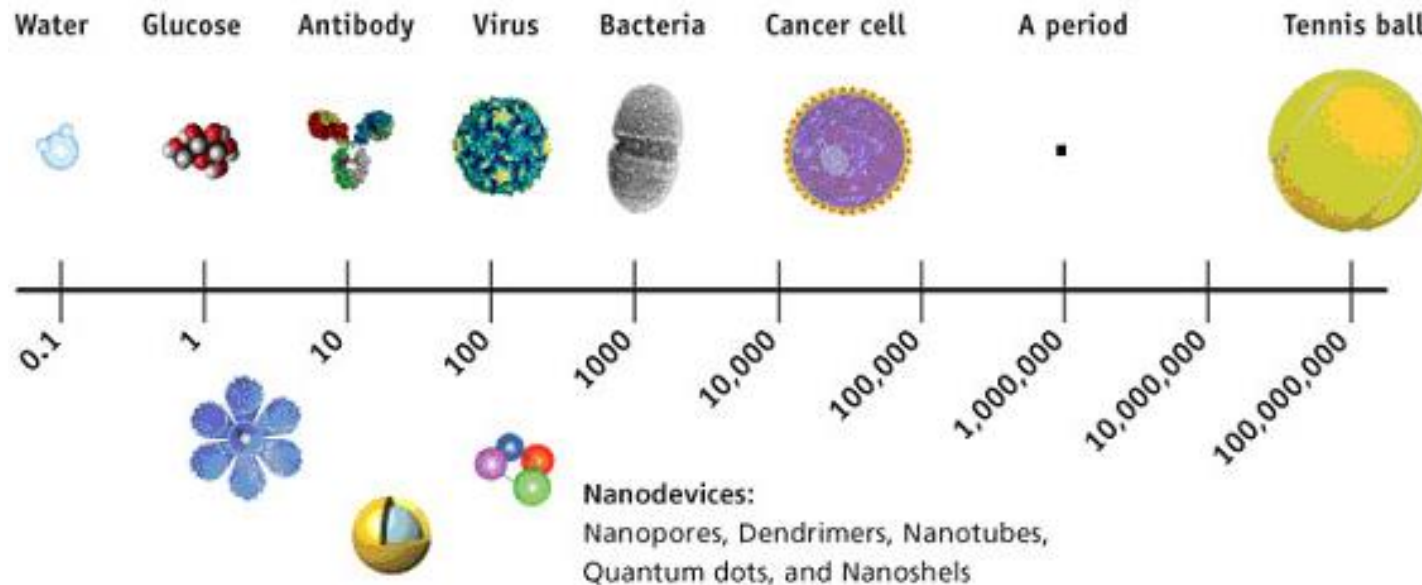 Water Glucose Antibody Virus Bacteria Cancer cell A period Tennis ball
0.1 1 10 100 1000 10,000 100,000 1,000,000 10,000,000 100,000,000
Nanodevices:
Nanopores, Dendrimers, Nanotubes,
Quantum dots, and Nanoshels